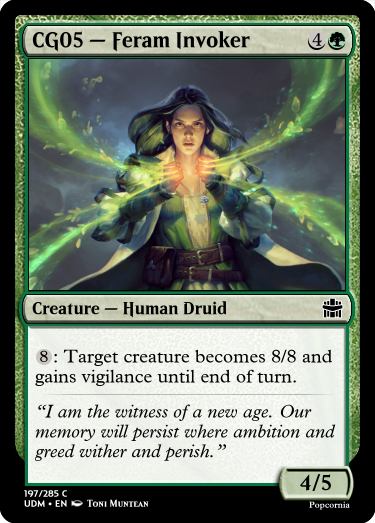 CG05 — Feram Invoker 4
Creature — Human Druid
8: Target creature becomes 8/8 and
gains vigilance until end of turn.
“I am the witness of a new age. Our
memory will persist where ambition and
greed wither and perish.”
4/5
197/285 C
UDM • EN Toni Muntean
Popcornia